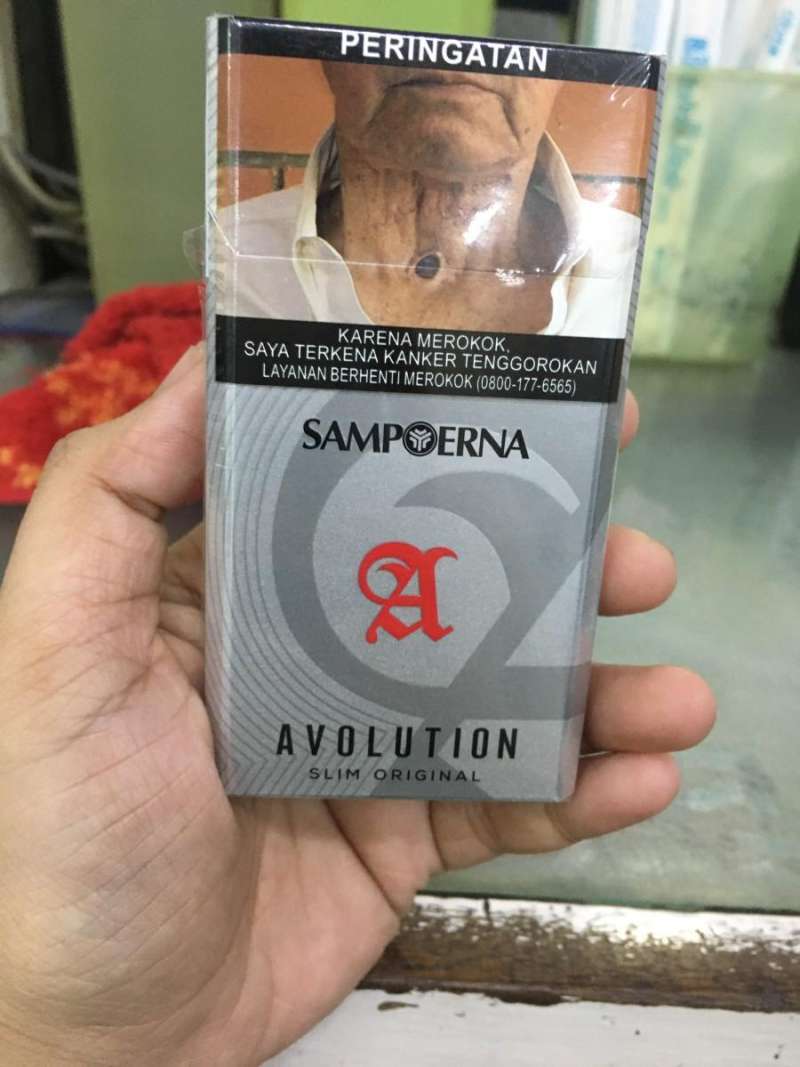 PERINGATAN
KARENA MEROKOK,
SAYA TERKENA KANKER TENGGOROKAN
LAYANAN BERHENTI MEROKOK (0800-177-6565)
SAMPOERNA
A
AVOLUTION
SLIM ORIGINAL